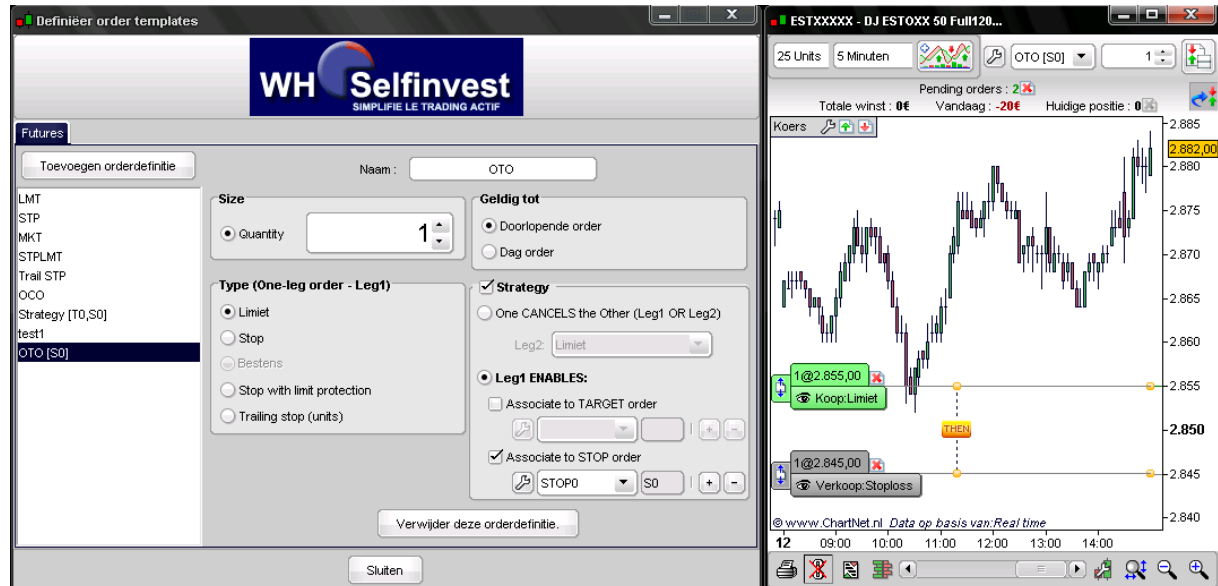 Definiëer order templates
WH Selfinvest
SIMPLIFIE LE TRADING ACTIF
Futures
Toevoegen orderdefinitie
Naam : OTO
LMT
STP
MKT
STPLMT
Trail STP
OCO
Strategy [T0,S0]
test1
OTO [S0]
Size
Quantity 1
Geldig tot
Doorlopende order
Dag order
Type (One-leg order - Leg1)
Limiet
Stop
Bestens
Stop with limit protection
Trailing stop (units)
Strategy
One CANCELS the Other (Leg1 OR Leg2)
Leg2: Limiet
Leg1 ENABLES:
Associate to TARGET order
Associate to STOP order
STOP0 S0
Verwijder deze orderdefinitie.
Sluiten
ESTXXXXX - DJ ESTOXX 50 Full120...
25 Units 5 Minuten OTO [S0] 1
Pending orders : 2
Totale winst : 0€ Vandaag : -20€ Huidige positie : 0
Koers
2.885
2.882,00
2.880
2.875
2.870
2.865
2.860
2.855
2.850
2.845
2.840
1@2.855,00
Koop:Limiet
THEN
1@2.845,00
Verkoop:Stoploss
© www.ChartNet.nl Data op basis van:Real time
12 09:00 10:00 11:00 12:00 13:00 14:00